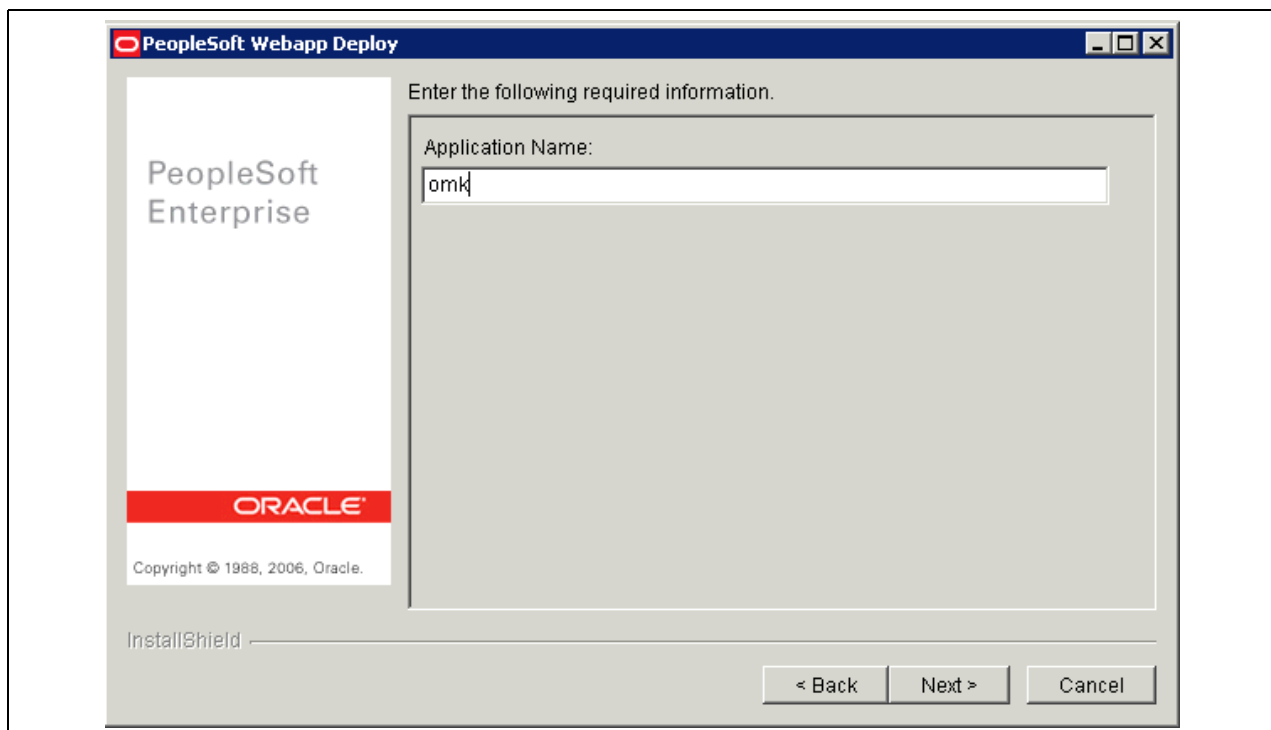 PeopleSoft Webapp Deploy
PeopleSoft
Enterprise
ORACLE
Copyright © 1988, 2006, Oracle.
Enter the following required information.
Application Name:
omk
InstallShield
< Back
Next >
Cancel